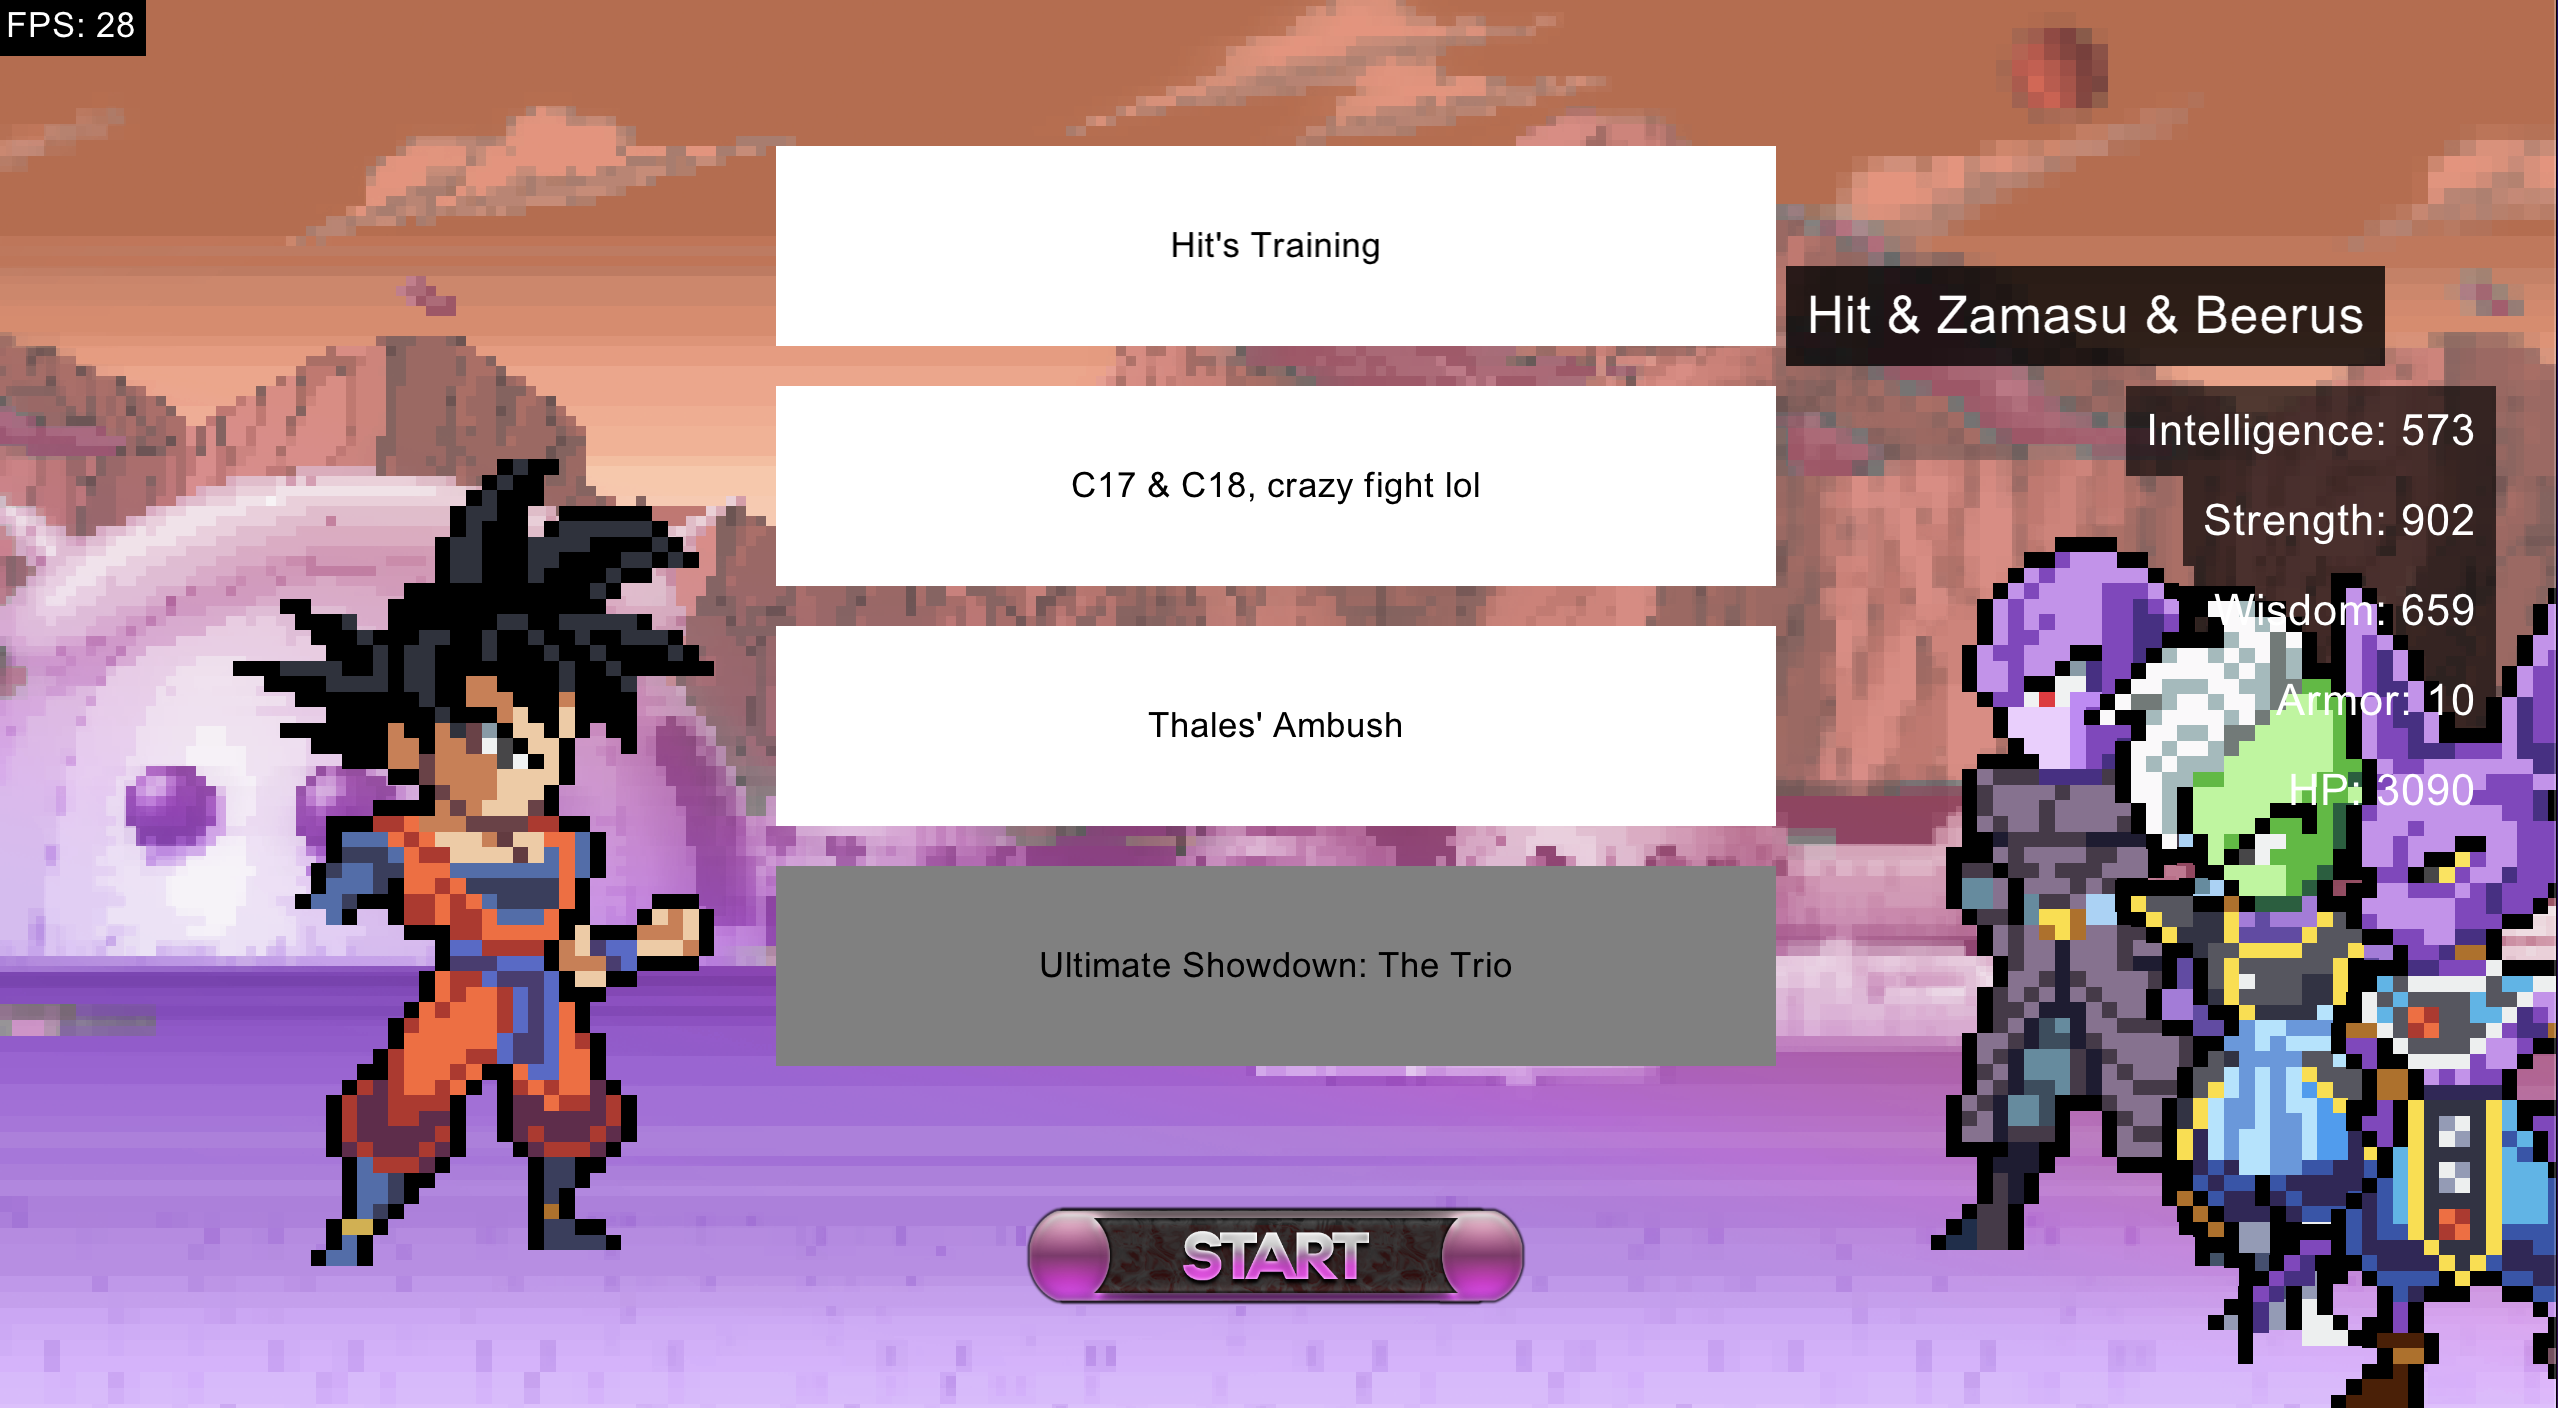 FPS: 28
Hit's Training
C17 & C18, crazy fight lol
Thales' Ambush
Ultimate Showdown: The Trio
START
Hit & Zamasu & Beerus
Intelligence: 573
Strength: 902
Wisdom: 659
Armor: 10
HP: 3090